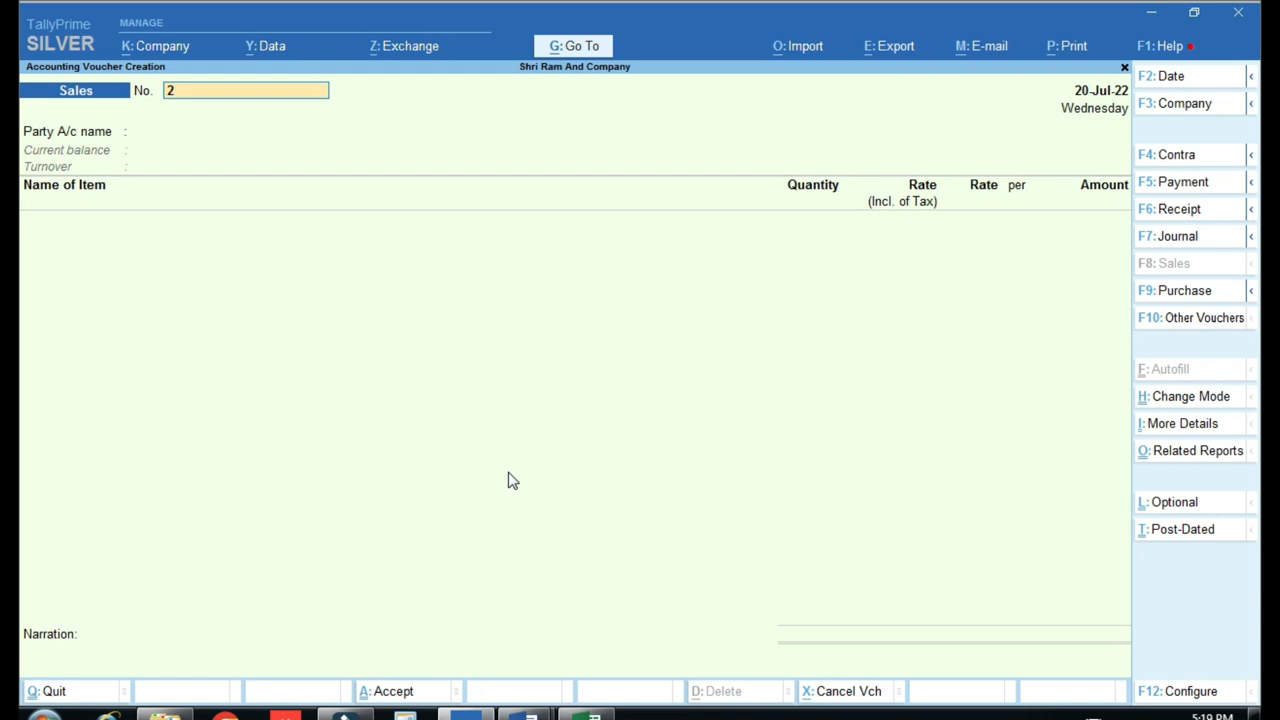 TallyPrime
SILVER
MANAGE
K: Company
Y: Data
Z: Exchange
G: Go To
O: Import
E: Export
M: E-mail
P: Print
F1: Help
Accounting Voucher Creation
Shri Ram And Company
Sales
No. 2
20-Jul-22
Wednesday
Party A/c name :
Current balance :
Turnover :
Name of Item
Quantity
Rate
(Incl. of Tax)
Rate per
Amount
Narration:
F2: Date
F3: Company
F4: Contra
F5: Payment
F6: Receipt
F7: Journal
F8: Sales
F9: Purchase
F10: Other Vouchers
F: Autofill
H: Change Mode
I: More Details
O: Related Reports
L: Optional
T: Post-Dated
Q: Quit
A: Accept
D: Delete
X: Cancel Vch
F12: Configure
5:19 PM